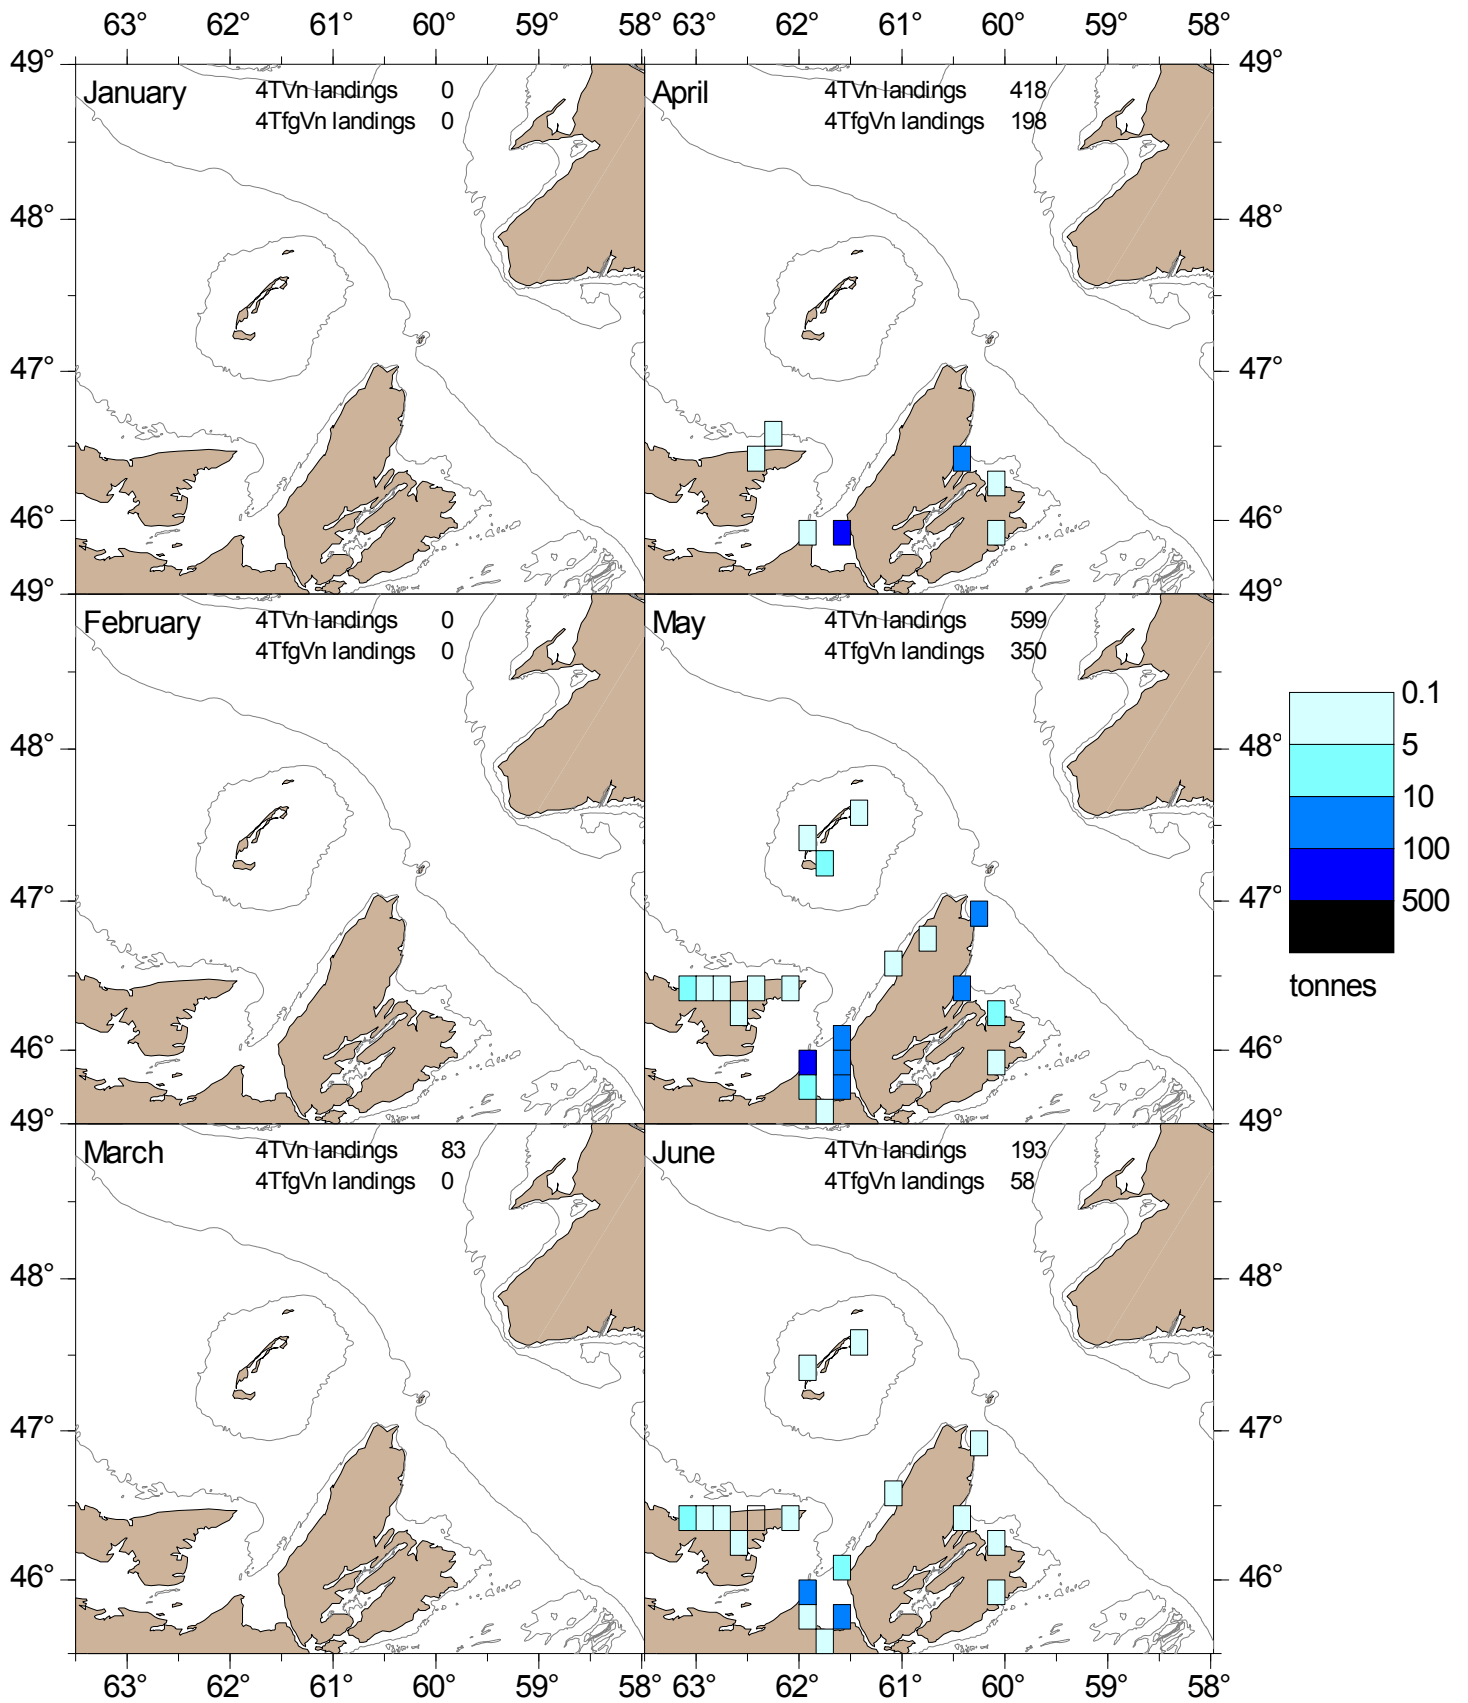 63° 62° 61° 60° 59° 58° 63° 62° 61° 60° 59° 58°
49° 49°
January 4TVn landings 0
4TfgVn landings 0
April 4TVn landings 418
4TfgVn landings 198
48° 48°
47° 47°
46° 46°
49° 49°
February 4TVn landings 0
4TfgVn landings 0
May 4TVn landings 599
4TfgVn landings 350
48° 48°
47° 47°
46° 46°
49° 49°
March 4TVn landings 83
4TfgVn landings 0
June 4TVn landings 193
4TfgVn landings 58
48° 48°
47° 47°
46° 46°
63° 62° 61° 60° 59° 58° 63° 62° 61° 60° 59° 58°
0.1
5
10
100
500
tonnes